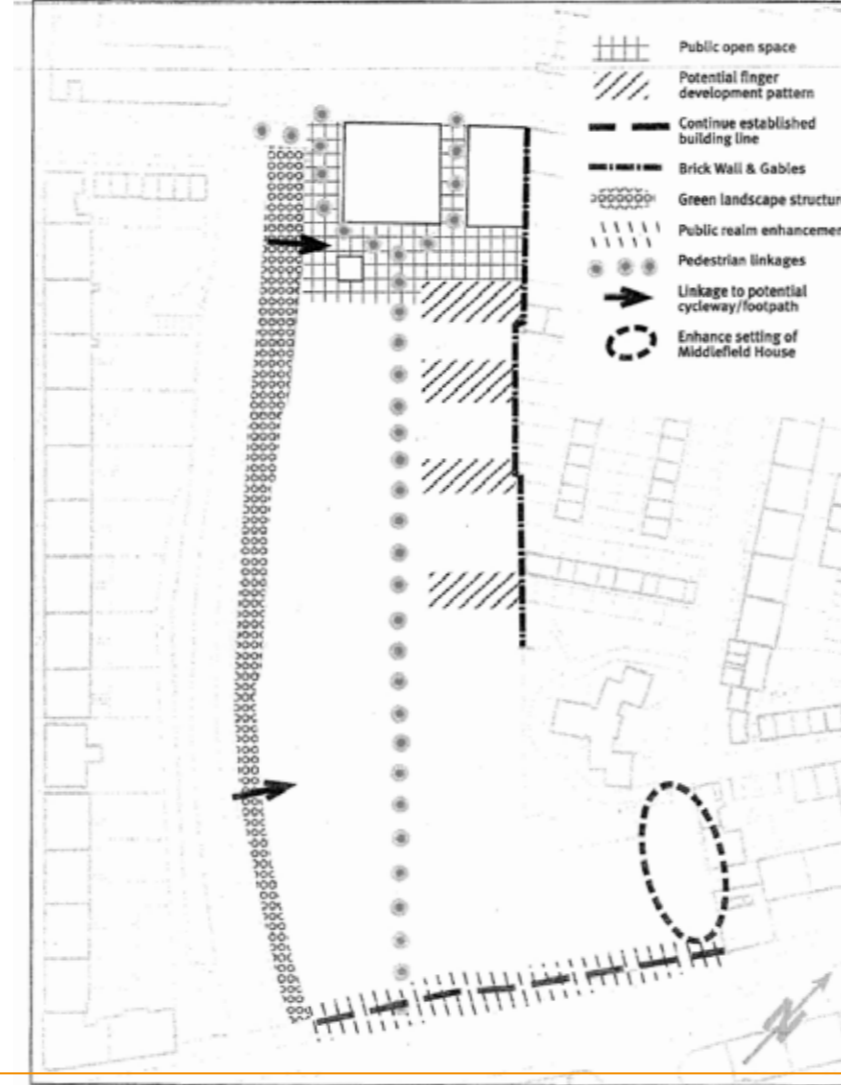 Public open space
Potential finger
development pattern
Continue established
building line
Brick Wall & Gables
Green landscape structur
Public realm enhancemen
Pedestrian linkages
Linkage to potential
cycleway/footpath
Enhance setting of
Middlefield House
N